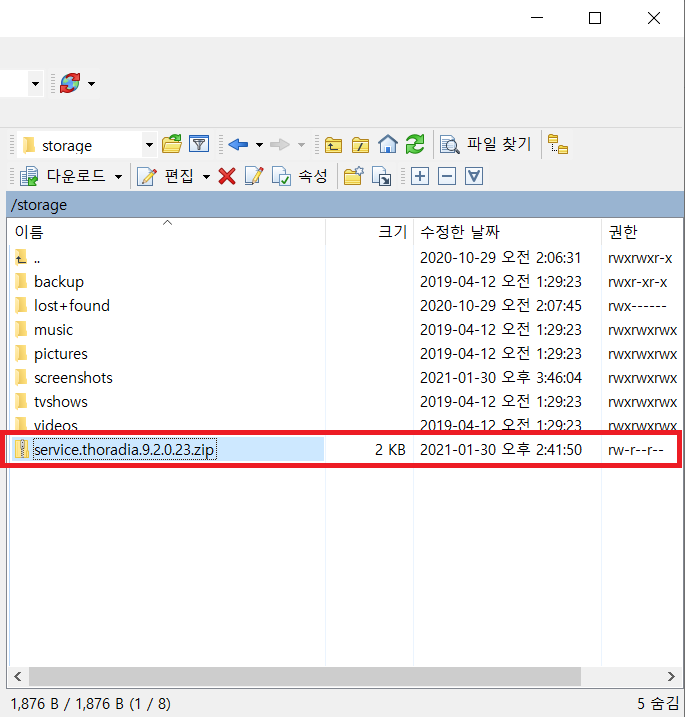 storage
파일 찾기
다운로드
편집
속성
/storage
이름 크기 수정한 날짜 권한
.. 2020-10-29 오전 2:06:31 rwxrwxr-x
backup 2019-04-12 오전 1:29:23 rwxr-xr-x
lost+found 2020-10-29 오전 2:07:45 rwx------
music 2019-04-12 오전 1:29:23 rwxrwxrwx
pictures 2019-04-12 오전 1:29:23 rwxrwxrwx
screenshots 2021-01-30 오후 3:46:04 rwxrwxrwx
tvshows 2019-04-12 오전 1:29:23 rwxrwxrwx
videos 2019-04-12 오전 1:29:23 rwxrwxrwx
service.thoradia.9.2.0.23.zip 2 KB 2021-01-30 오후 2:41:50 rw-r--r--
1,876 B / 1,876 B (1 / 8) 5 숨김